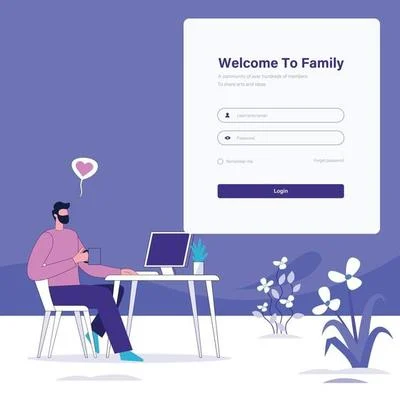 Welcome To Family
A community of over hundreds of members
To share arts and ideas
Username/email
Password
Remember me
Forget password
Login